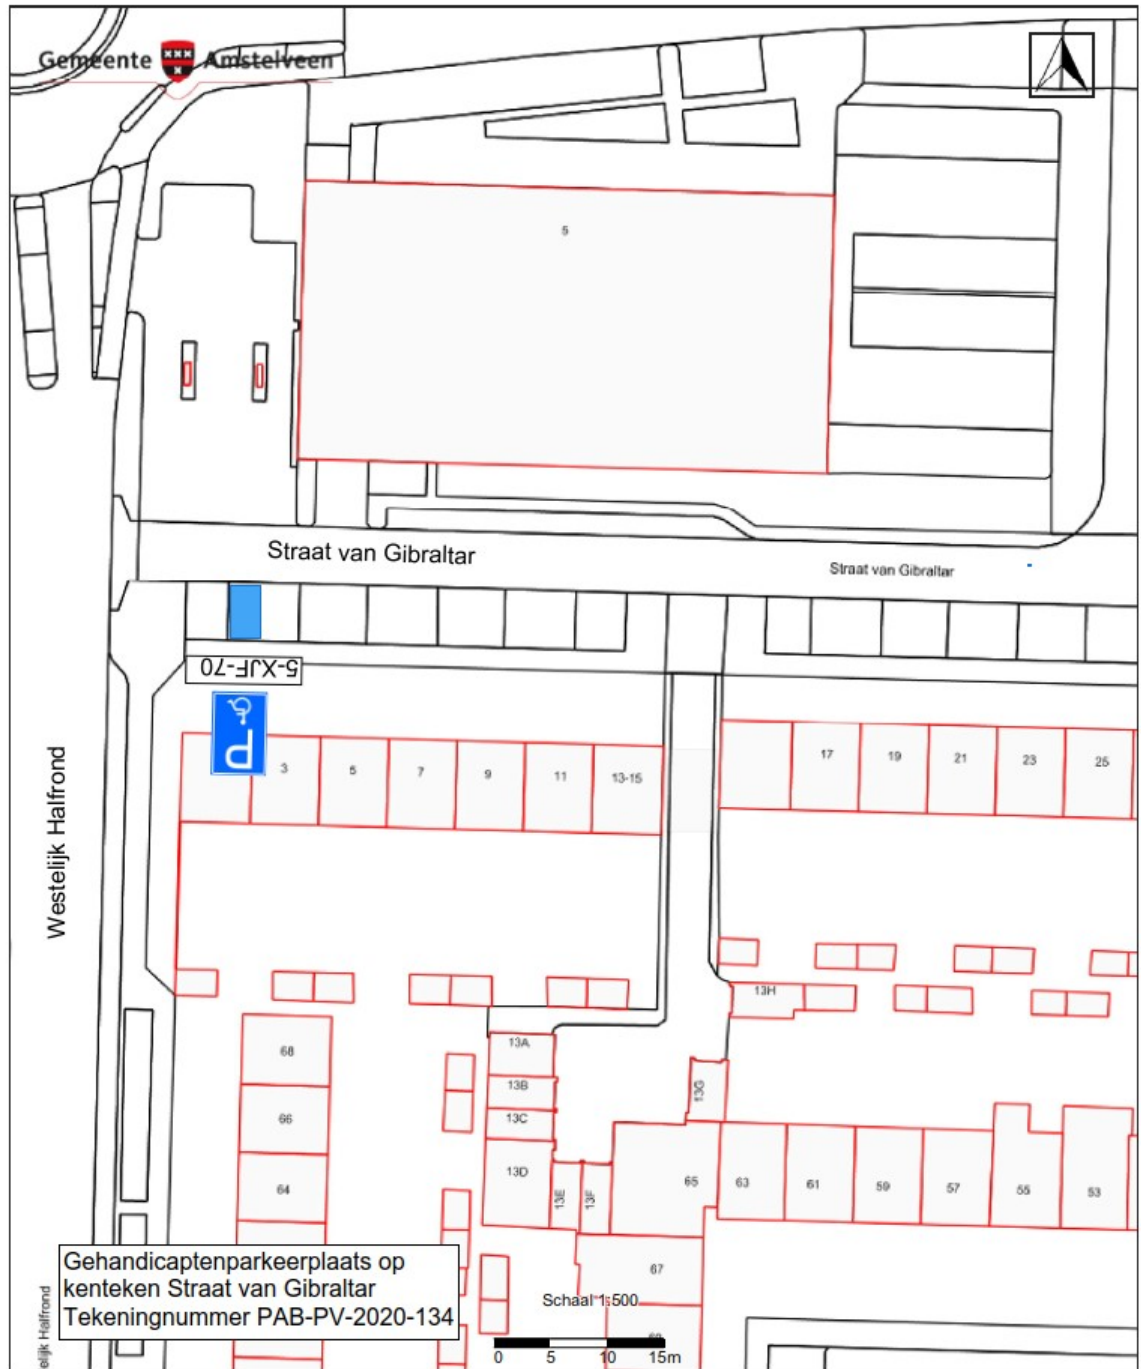 Gemeente Amstelveen
5
Straat van Gibraltar
Straat van Gibraltar
5-XJF-70
P
3
5
7
9
11
13-15
17
19
21
23
25
Westelijk Halfrond
13H
13A
68
13B
13G
66
13C
13D
64
13E
13F
65
63
61
59
57
55
53
67
Gehandicaptenparkeerplaats op
kenteken Straat van Gibraltar
Tekeningnummer PAB-PV-2020-134
elijk Halfrond
Schaal 1:500
69
0 5 10 15m